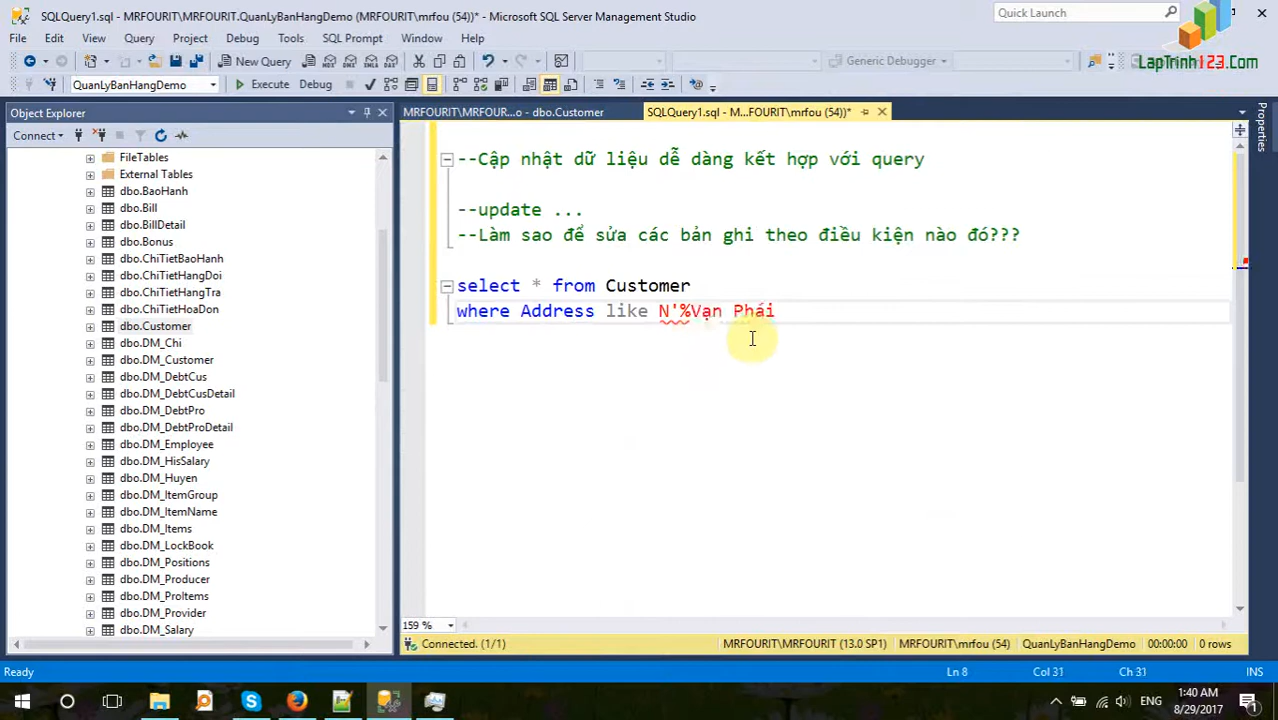 SQLQuery1.sql - MRFOURIT\MRFOURIT.QuanLyBanHangDemo (MRFOURIT\mrfou (54))* - Microsoft SQL Server Management Studio
Quick Launch
File Edit View Query Project Debug Tools SQL Prompt Window Help
LapTrinh123.Com
New Query
Generic Debugger
QuanLyBanHangDemo
Execute Debug
Object Explorer
MRFOURIT\MRFOUR...o - dbo.Customer
SQLQuery1.sql - M...FOURIT\mrfou (54))*
Properties
Connect
FileTables
External Tables
dbo.BaoHanh
dbo.Bill
dbo.BillDetail
dbo.Bonus
dbo.ChiTietBaoHanh
dbo.ChiTietHangDoi
dbo.ChiTietHangTra
dbo.ChiTietHoaDon
dbo.Customer
dbo.DM_Chi
dbo.DM_Customer
dbo.DM_DebtCus
dbo.DM_DebtCusDetail
dbo.DM_DebtPro
dbo.DM_DebtProDetail
dbo.DM_Employee
dbo.DM_HisSalary
dbo.DM_Huyen
dbo.DM_ItemGroup
dbo.DM_ItemName
dbo.DM_Items
dbo.DM_LockBook
dbo.DM_Positions
dbo.DM_Producer
dbo.DM_ProItems
dbo.DM_Provider
dbo.DM_Salary
--Cập nhật dữ liệu dễ dàng kết hợp với query
--update ...
--Làm sao để sửa các bản ghi theo điều kiện nào đó???
select * from Customer
where Address like N'%Vạn Phái
159 %
Connected. (1/1)
MRFOURIT\MRFOURIT (13.0 SP1)
MRFOURIT\mrfou (54)
QuanLyBanHangDemo
00:00:00
0 rows
Ready
Ln 8
Col 31
Ch 31
INS
ENG
1:40 AM
8/29/2017